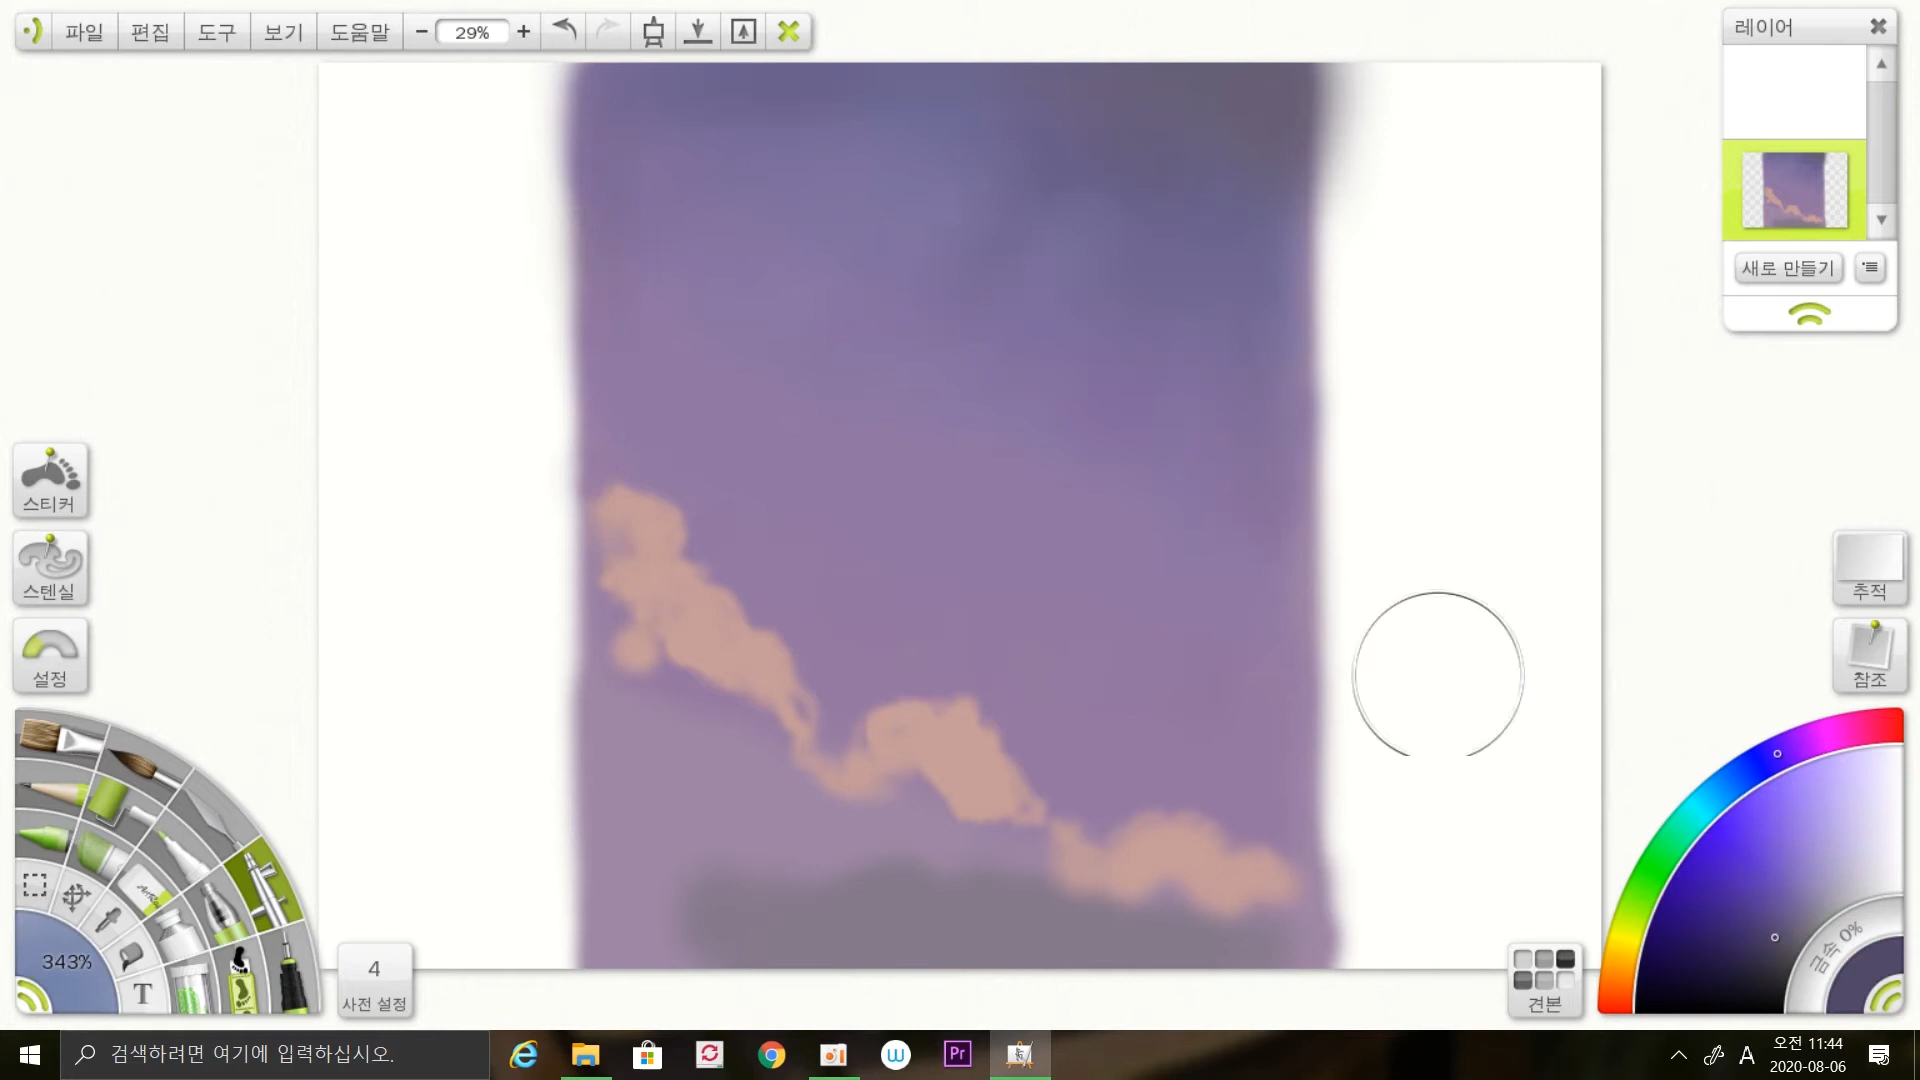 파일 편집 도구 보기 도움말 − 29% +
레이어
새로 만들기
스티커
스텐실
설정
추적
참조
343%
T
4
사전 설정
견본
금속 0%
검색하려면 여기에 입력하십시오.
Pr
A
오전 11:44
2020-08-06